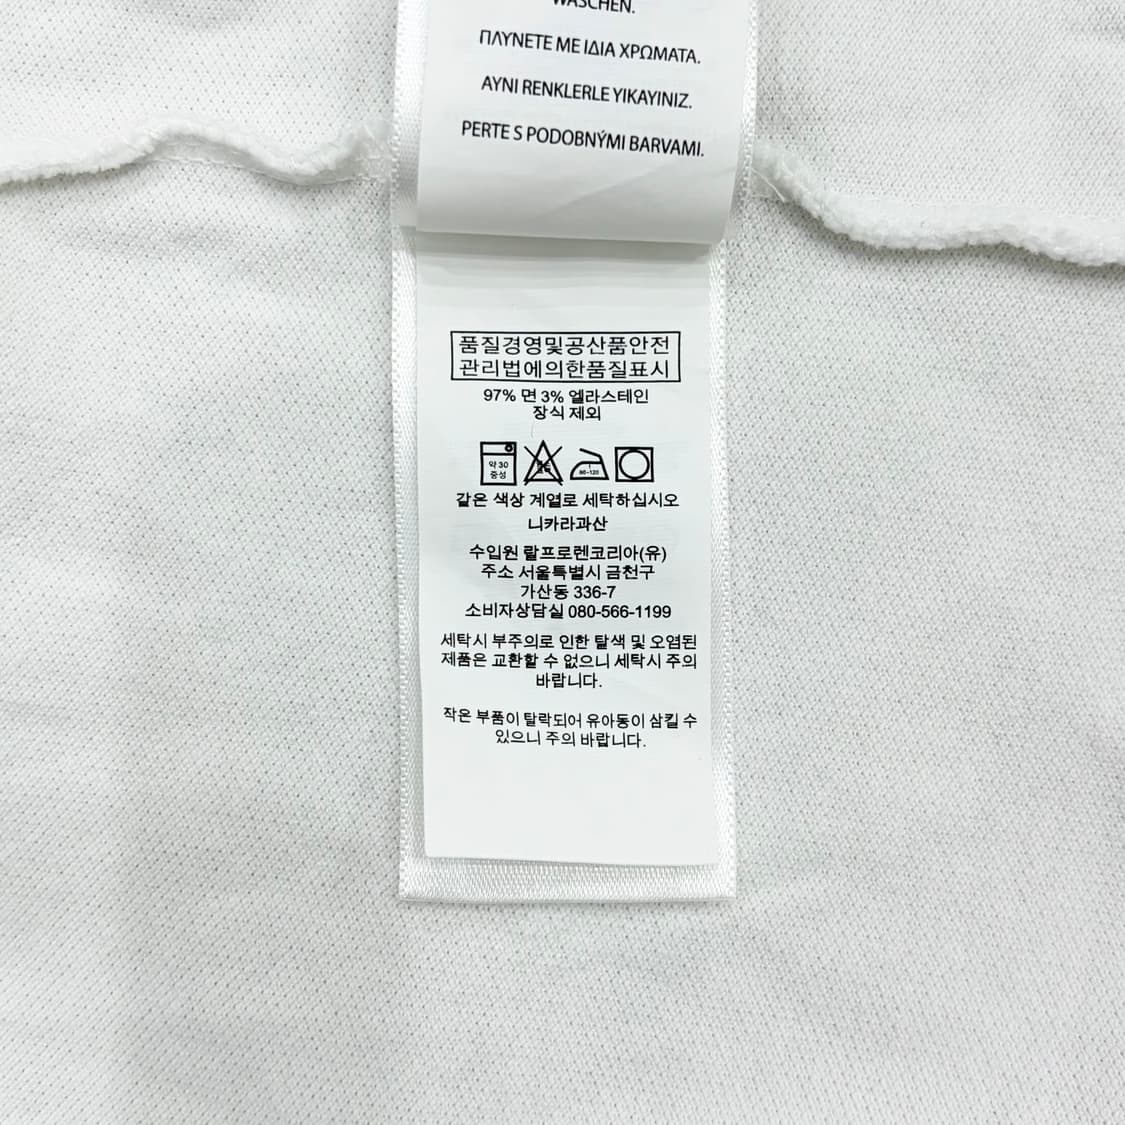 WASCHEN.
ΠΛΥΝΕΤΕ ΜΕ ΙΔΙΑ ΧΡΩΜΑΤΑ.
AYNI RENKLERLE YIKAYINIZ.
PERTE S PODOBNÝMI BARVAMI.
품질경영및공산품안전
관리법에의한품질표시
97% 면 3% 엘라스테인
장식 제외
약 30
중성
80-120
같은 색상 계열로 세탁하십시오
니카라과산
수입원 랄프로렌코리아(유)
주소 서울특별시 금천구
가산동 336-7
소비자상담실 080-566-1199
세탁시 부주의로 인한 탈색 및 오염된
제품은 교환할 수 없으니 세탁시 주의
바랍니다.
작은 부품이 탈락되어 유아동이 삼킬 수
있으니 주의 바랍니다.